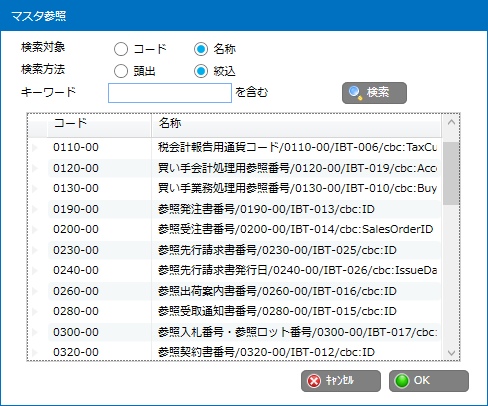 マスタ参照
検索対象 コード 名称
検索方法 頭出 絞込
キーワード を含む 検索
コード 名称
0110-00 税会計報告用通貨コード/0110-00/IBT-006/cbc:TaxCu
0120-00 買い手会計処理用参照番号/0120-00/IBT-019/cbc:Acc
0130-00 買い手業務処理用参照番号/0130-00/IBT-010/cbc:Buy
0190-00 参照発注書番号/0190-00/IBT-013/cbc:ID
0200-00 参照受注書番号/0200-00/IBT-014/cbc:SalesOrderID
0230-00 参照先行請求書番号/0230-00/IBT-025/cbc:ID
0240-00 参照先行請求書発行日/0240-00/IBT-026/cbc:IssueDa
0260-00 参照出荷案内書番号/0260-00/IBT-016/cbc:ID
0280-00 参照受取通知書番号/0280-00/IBT-015/cbc:ID
0300-00 参照入札番号・参照ロット番号/0300-00/IBT-017/cbc:
0320-00 参照契約書番号/0320-00/IBT-012/cbc:ID
ｷｬﾝｾﾙ OK